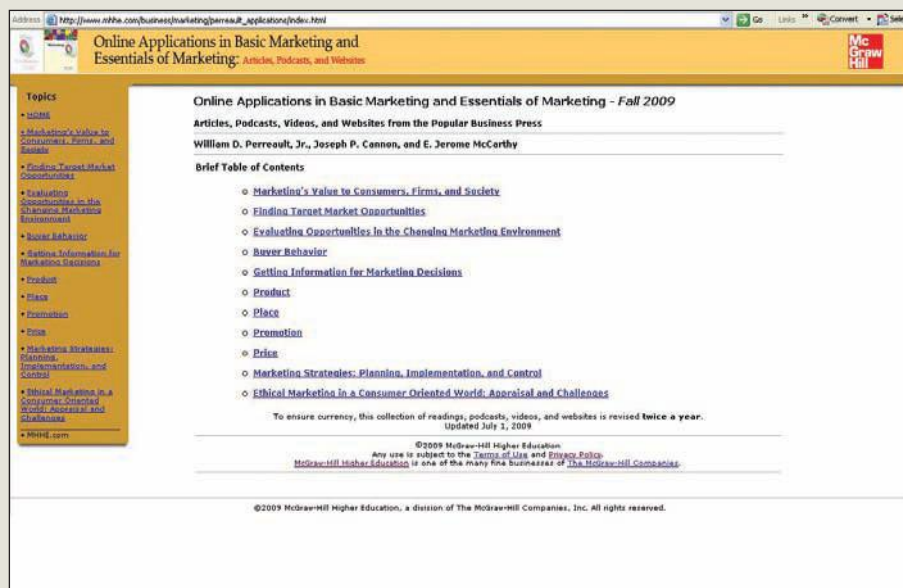 Address http://www.mhhe.com/business/marketing/perreault_applications/index.html Go Links » Convert Sele
Online Applications in Basic Marketing and
Essentials of Marketing: Articles, Podcasts, and Websites
Mc
Graw
Hill
Topics
• HOME
• Marketing's Value to
Consumers, Firms, and
Society
• Finding Target Market
Opportunities
• Evaluating
Opportunities in the
Changing Marketing
Environment
• Buyer Behavior
• Getting Information for
Marketing Decisions
• Product
• Place
• Promotion
• Price
• Marketing Strategies:
Planning,
Implementation, and
Control
• Ethical Marketing in a
Consumer Oriented
World: Appraisal and
Challenges
• MHHE.com
Online Applications in Basic Marketing and Essentials of Marketing - Fall 2009
Articles, Podcasts, Videos, and Websites from the Popular Business Press
William D. Perreault, Jr., Joseph P. Cannon, and E. Jerome McCarthy
Brief Table of Contents
o Marketing's Value to Consumers, Firms, and Society
o Finding Target Market Opportunities
o Evaluating Opportunities in the Changing Marketing Environment
o Buyer Behavior
o Getting Information for Marketing Decisions
o Product
o Place
o Promotion
o Price
o Marketing Strategies: Planning, Implementation, and Control
o Ethical Marketing in a Consumer Oriented World: Appraisal and Challenges
To ensure currency, this collection of readings, podcasts, videos, and websites is revised twice a year.
Updated July 1, 2009
©2009 McGraw-Hill Higher Education
Any use is subject to the Terms of Use and Privacy Policy.
McGraw-Hill Higher Education is one of the many fine businesses of The McGraw-Hill Companies.
©2009 McGraw-Hill Higher Education, a division of The McGraw-Hill Companies, Inc. All rights reserved.